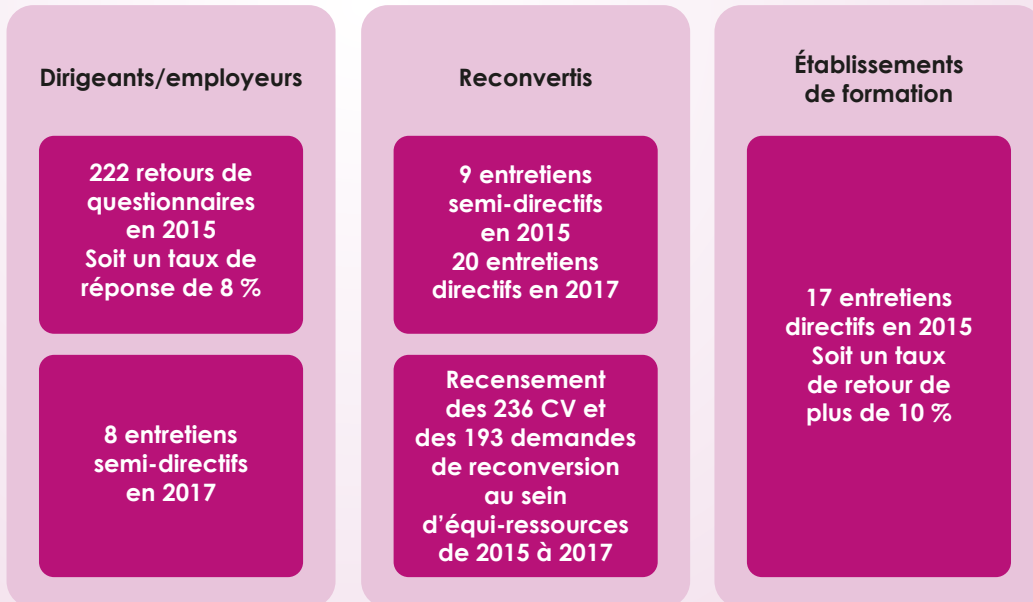 Dirigeants/employeurs
222 retours de
questionnaires
en 2015
Soit un taux de
réponse de 8 %
8 entretiens
semi-directifs
en 2017
Reconvertis
9 entretiens
semi-directifs
en 2015
20 entretiens
directifs en 2017
Recensement
des 236 CV et
des 193 demandes
de reconversion
au sein
d’équi-ressources
de 2015 à 2017
Établissements
de formation
17 entretiens
directifs en 2015
Soit un taux
de retour de
plus de 10 %